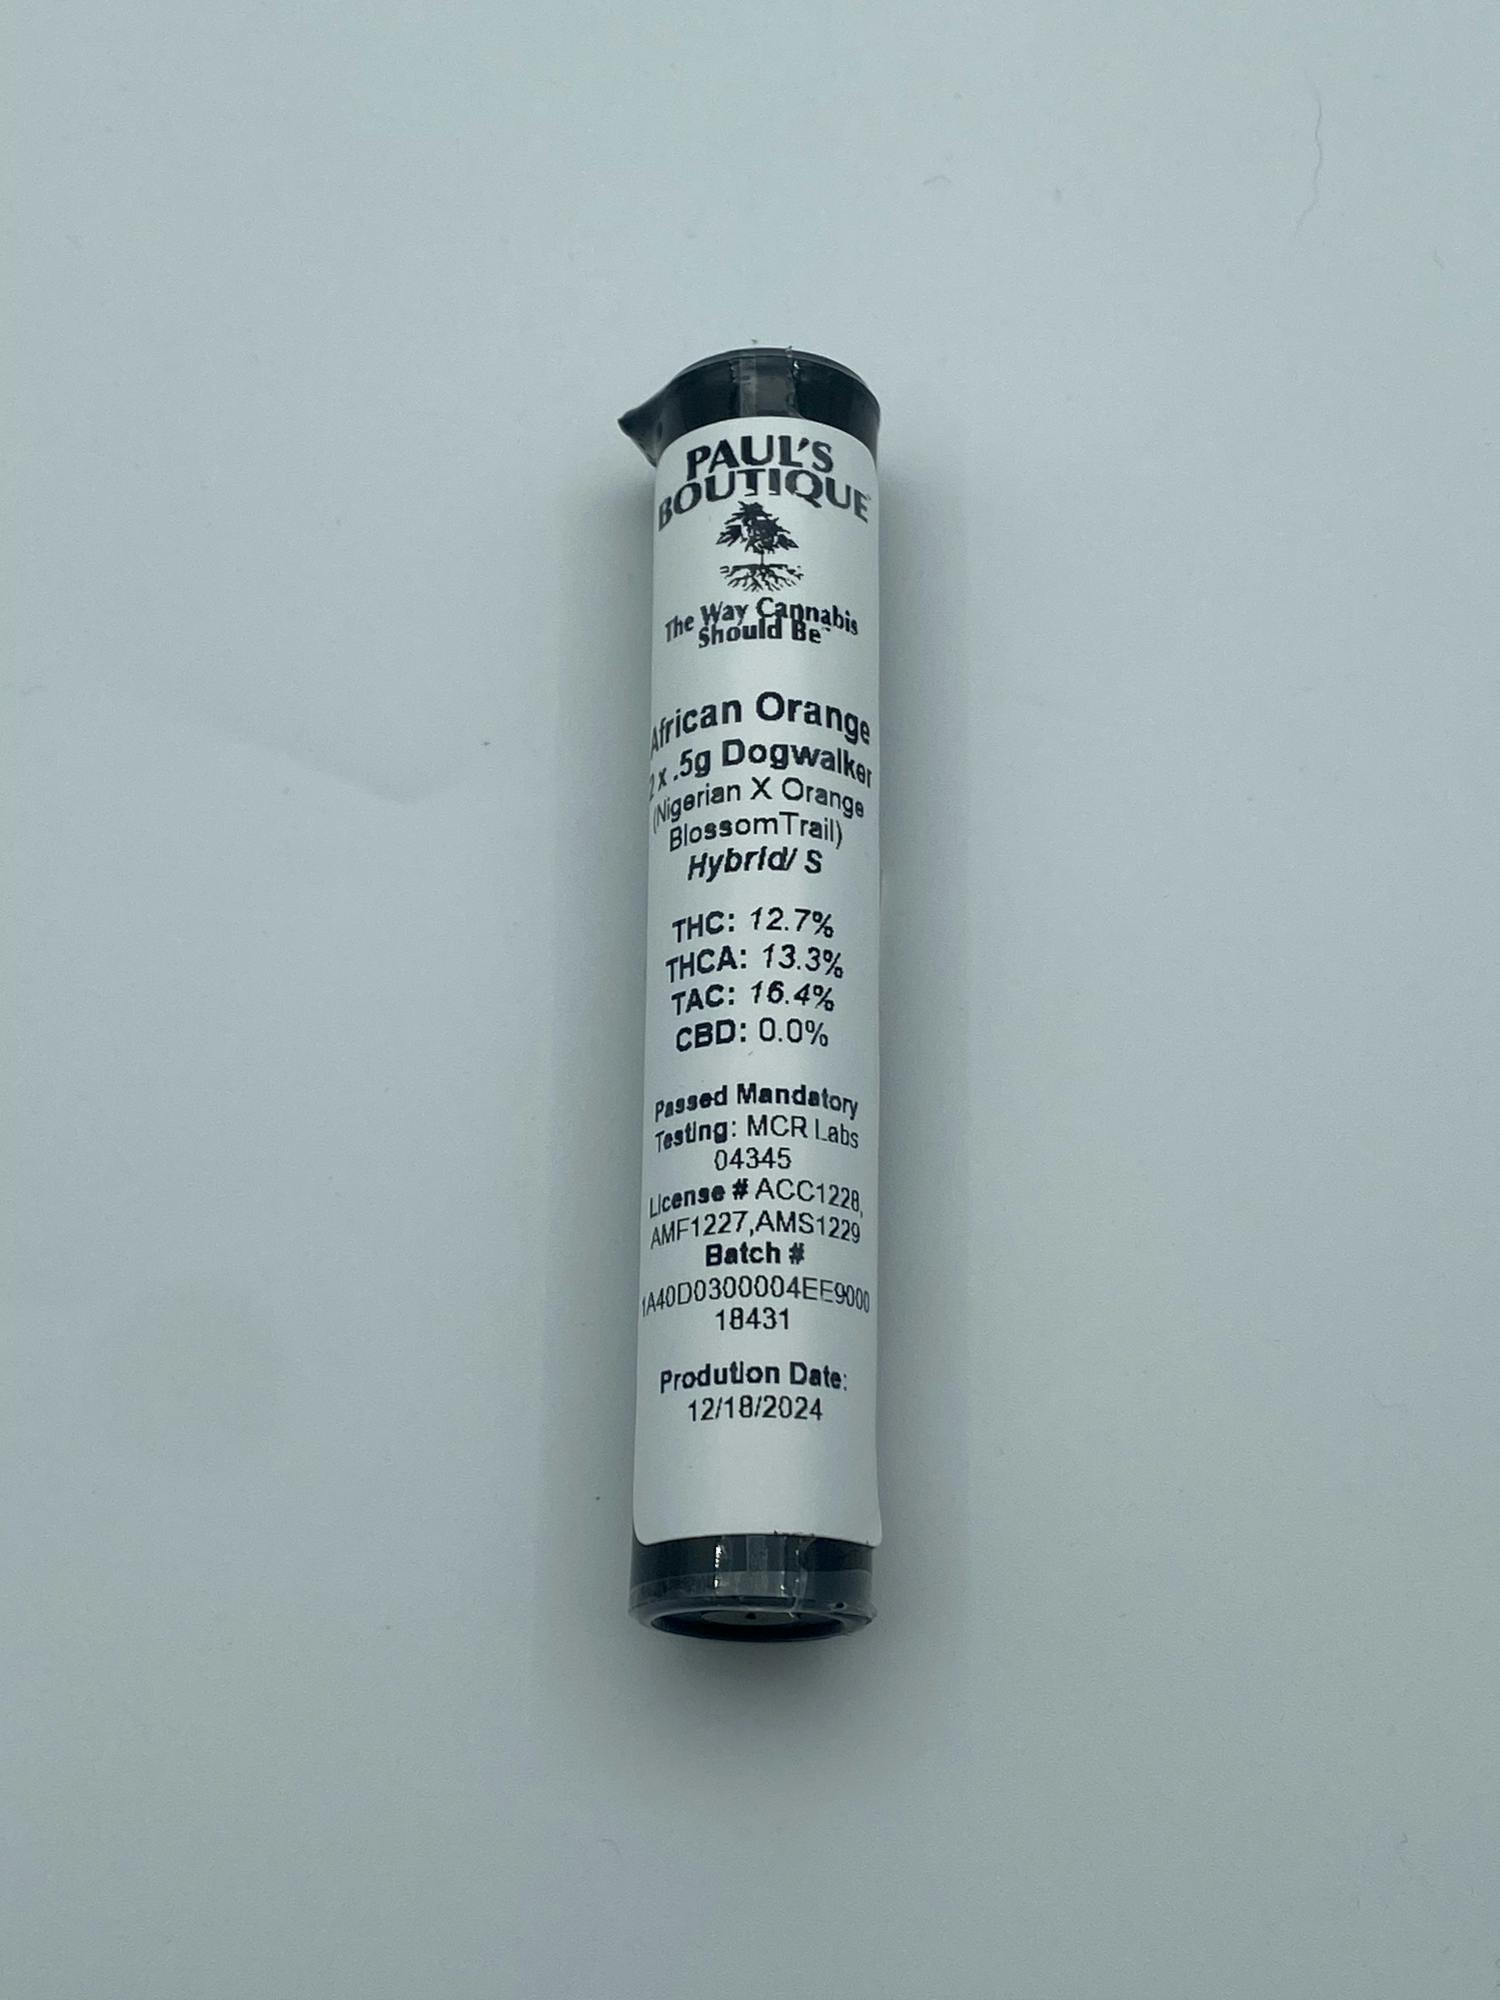 PAUL'S
BOUTIQUE
The Way Cannabis
Should Be™
African Orange
2 x .5g Dogwalker
(Nigerian X Orange
BlossomTrail)
Hybrid/ S
THC: 12.7%
THCA: 13.3%
TAC: 16.4%
CBD: 0.0%
Passed Mandatory
Testing: MCR Labs
04345
License # ACC1228,
AMF1227,AMS1229
Batch #
1A40D0300004EE9000
18431
Prodution Date:
12/18/2024